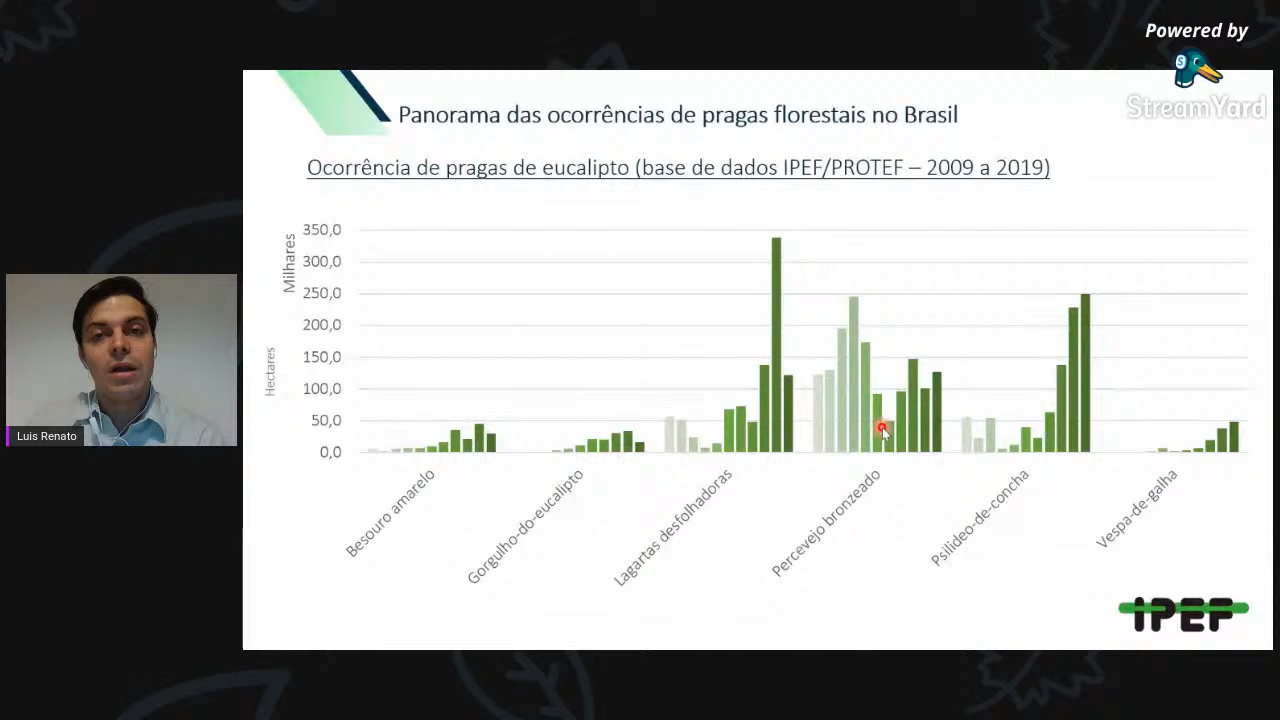 Powered by
StreamYard
Panorama das ocorrências de pragas florestais no Brasil
Ocorrência de pragas de eucalipto (base de dados IPEF/PROTEF – 2009 a 2019)
Milhares
Hectares
350,0
300,0
250,0
200,0
150,0
100,0
50,0
0,0
Besouro amarelo
Gorgulho-do-eucalipto
Lagartas desfolhadoras
Percevejo bronzeado
Psilídeo-de-concha
Vespa-de-galha
Luis Renato
IPEF